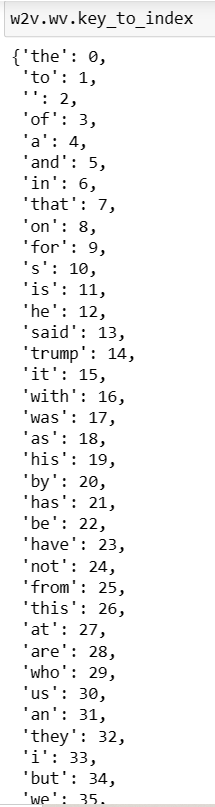 w2v.wv.key_to_index
{'the': 0,
'to': 1,
'': 2,
'of': 3,
'a': 4,
'and': 5,
'in': 6,
'that': 7,
'on': 8,
'for': 9,
's': 10,
'is': 11,
'he': 12,
'said': 13,
'trump': 14,
'it': 15,
'with': 16,
'was': 17,
'as': 18,
'his': 19,
'by': 20,
'has': 21,
'be': 22,
'have': 23,
'not': 24,
'from': 25,
'this': 26,
'at': 27,
'are': 28,
'who': 29,
'us': 30,
'an': 31,
'they': 32,
'i': 33,
'but': 34,
'we': 35,